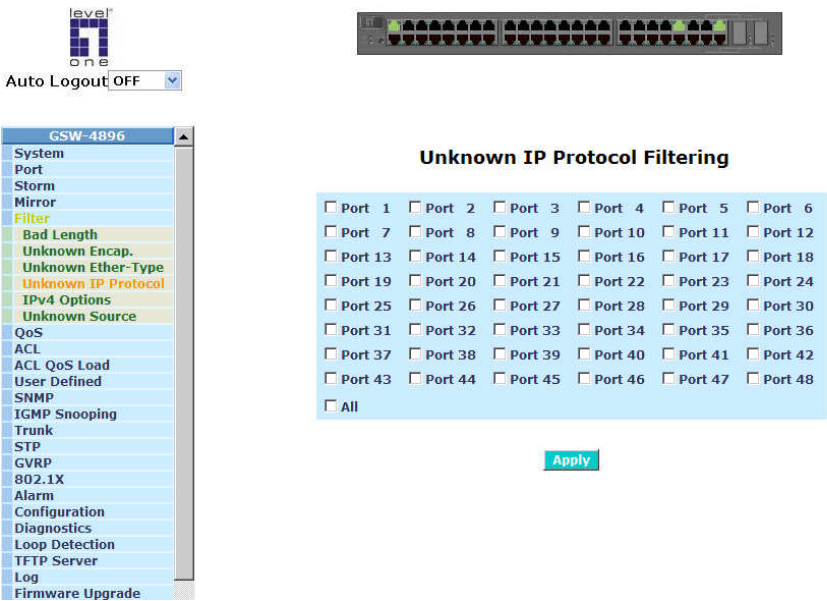 level
one
Auto Logout OFF
GSW-4896
System
Port
Storm
Mirror
Filter
Bad Length
Unknown Encap.
Unknown Ether-Type
Unknown IP Protocol
IPv4 Options
Unknown Source
QoS
ACL
ACL QoS Load
User Defined
SNMP
IGMP Snooping
Trunk
STP
GVRP
802.1X
Alarm
Configuration
Diagnostics
Loop Detection
TFTP Server
Log
Firmware Upgrade
Unknown IP Protocol Filtering
Port 1 Port 2 Port 3 Port 4 Port 5 Port 6
Port 7 Port 8 Port 9 Port 10 Port 11 Port 12
Port 13 Port 14 Port 15 Port 16 Port 17 Port 18
Port 19 Port 20 Port 21 Port 22 Port 23 Port 24
Port 25 Port 26 Port 27 Port 28 Port 29 Port 30
Port 31 Port 32 Port 33 Port 34 Port 35 Port 36
Port 37 Port 38 Port 39 Port 40 Port 41 Port 42
Port 43 Port 44 Port 45 Port 46 Port 47 Port 48
All
Apply